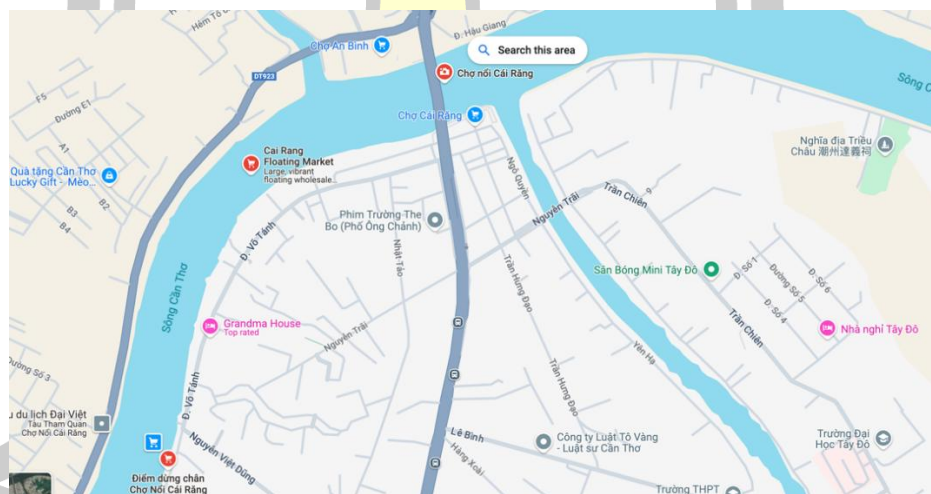 Hẻm Tổ
Đ. Hậu Giang
Chợ An Bình
Search this area
DT923
Chợ nổi Cái Răng
Sông C
F5
Đường E1
Chợ Cái Răng
Nghĩa địa Triều
Châu 潮州達義祠
A1
Cai Rang
Floating Market
Large, vibrant
floating wholesale...
Ngô Quyền
Quà tặng Cần Thơ
Lucky Gift - Mèo...
B2
B3
B4
Nguyễn Trãi
Trần Chiên
9
Phim Trường The
Bo (Phố Ông Chảnh)
Đ. Võ Tánh
Nhật Tảo
Sông Cần Thơ
Trần Hưng Đạo
Sân Bóng Mini Tây Đô
Đ. Số 1
Đường Số 5
Đ. Số 6
Đ. Số 4
Grandma House
Top rated
Nguyễn Trãi
Trần Chiên
Nhà nghỉ Tây Đô
Yên Hạ
Đường Số 3
Đ. Võ Tánh
Trần Hưng Đạo
u du lịch Đại Việt
Tàu Tham Quan
Chợ Nổi Cái Răng
Nguyễn Việt Dũng
Lê Bình
Hàng Xoài
Công ty Luật Tô Vàng
- Luật sư Cần Thơ
Trường Đại
Học Tây Đô
Điểm dừng chân
Chợ Nổi Cái Răng
Trường THPT